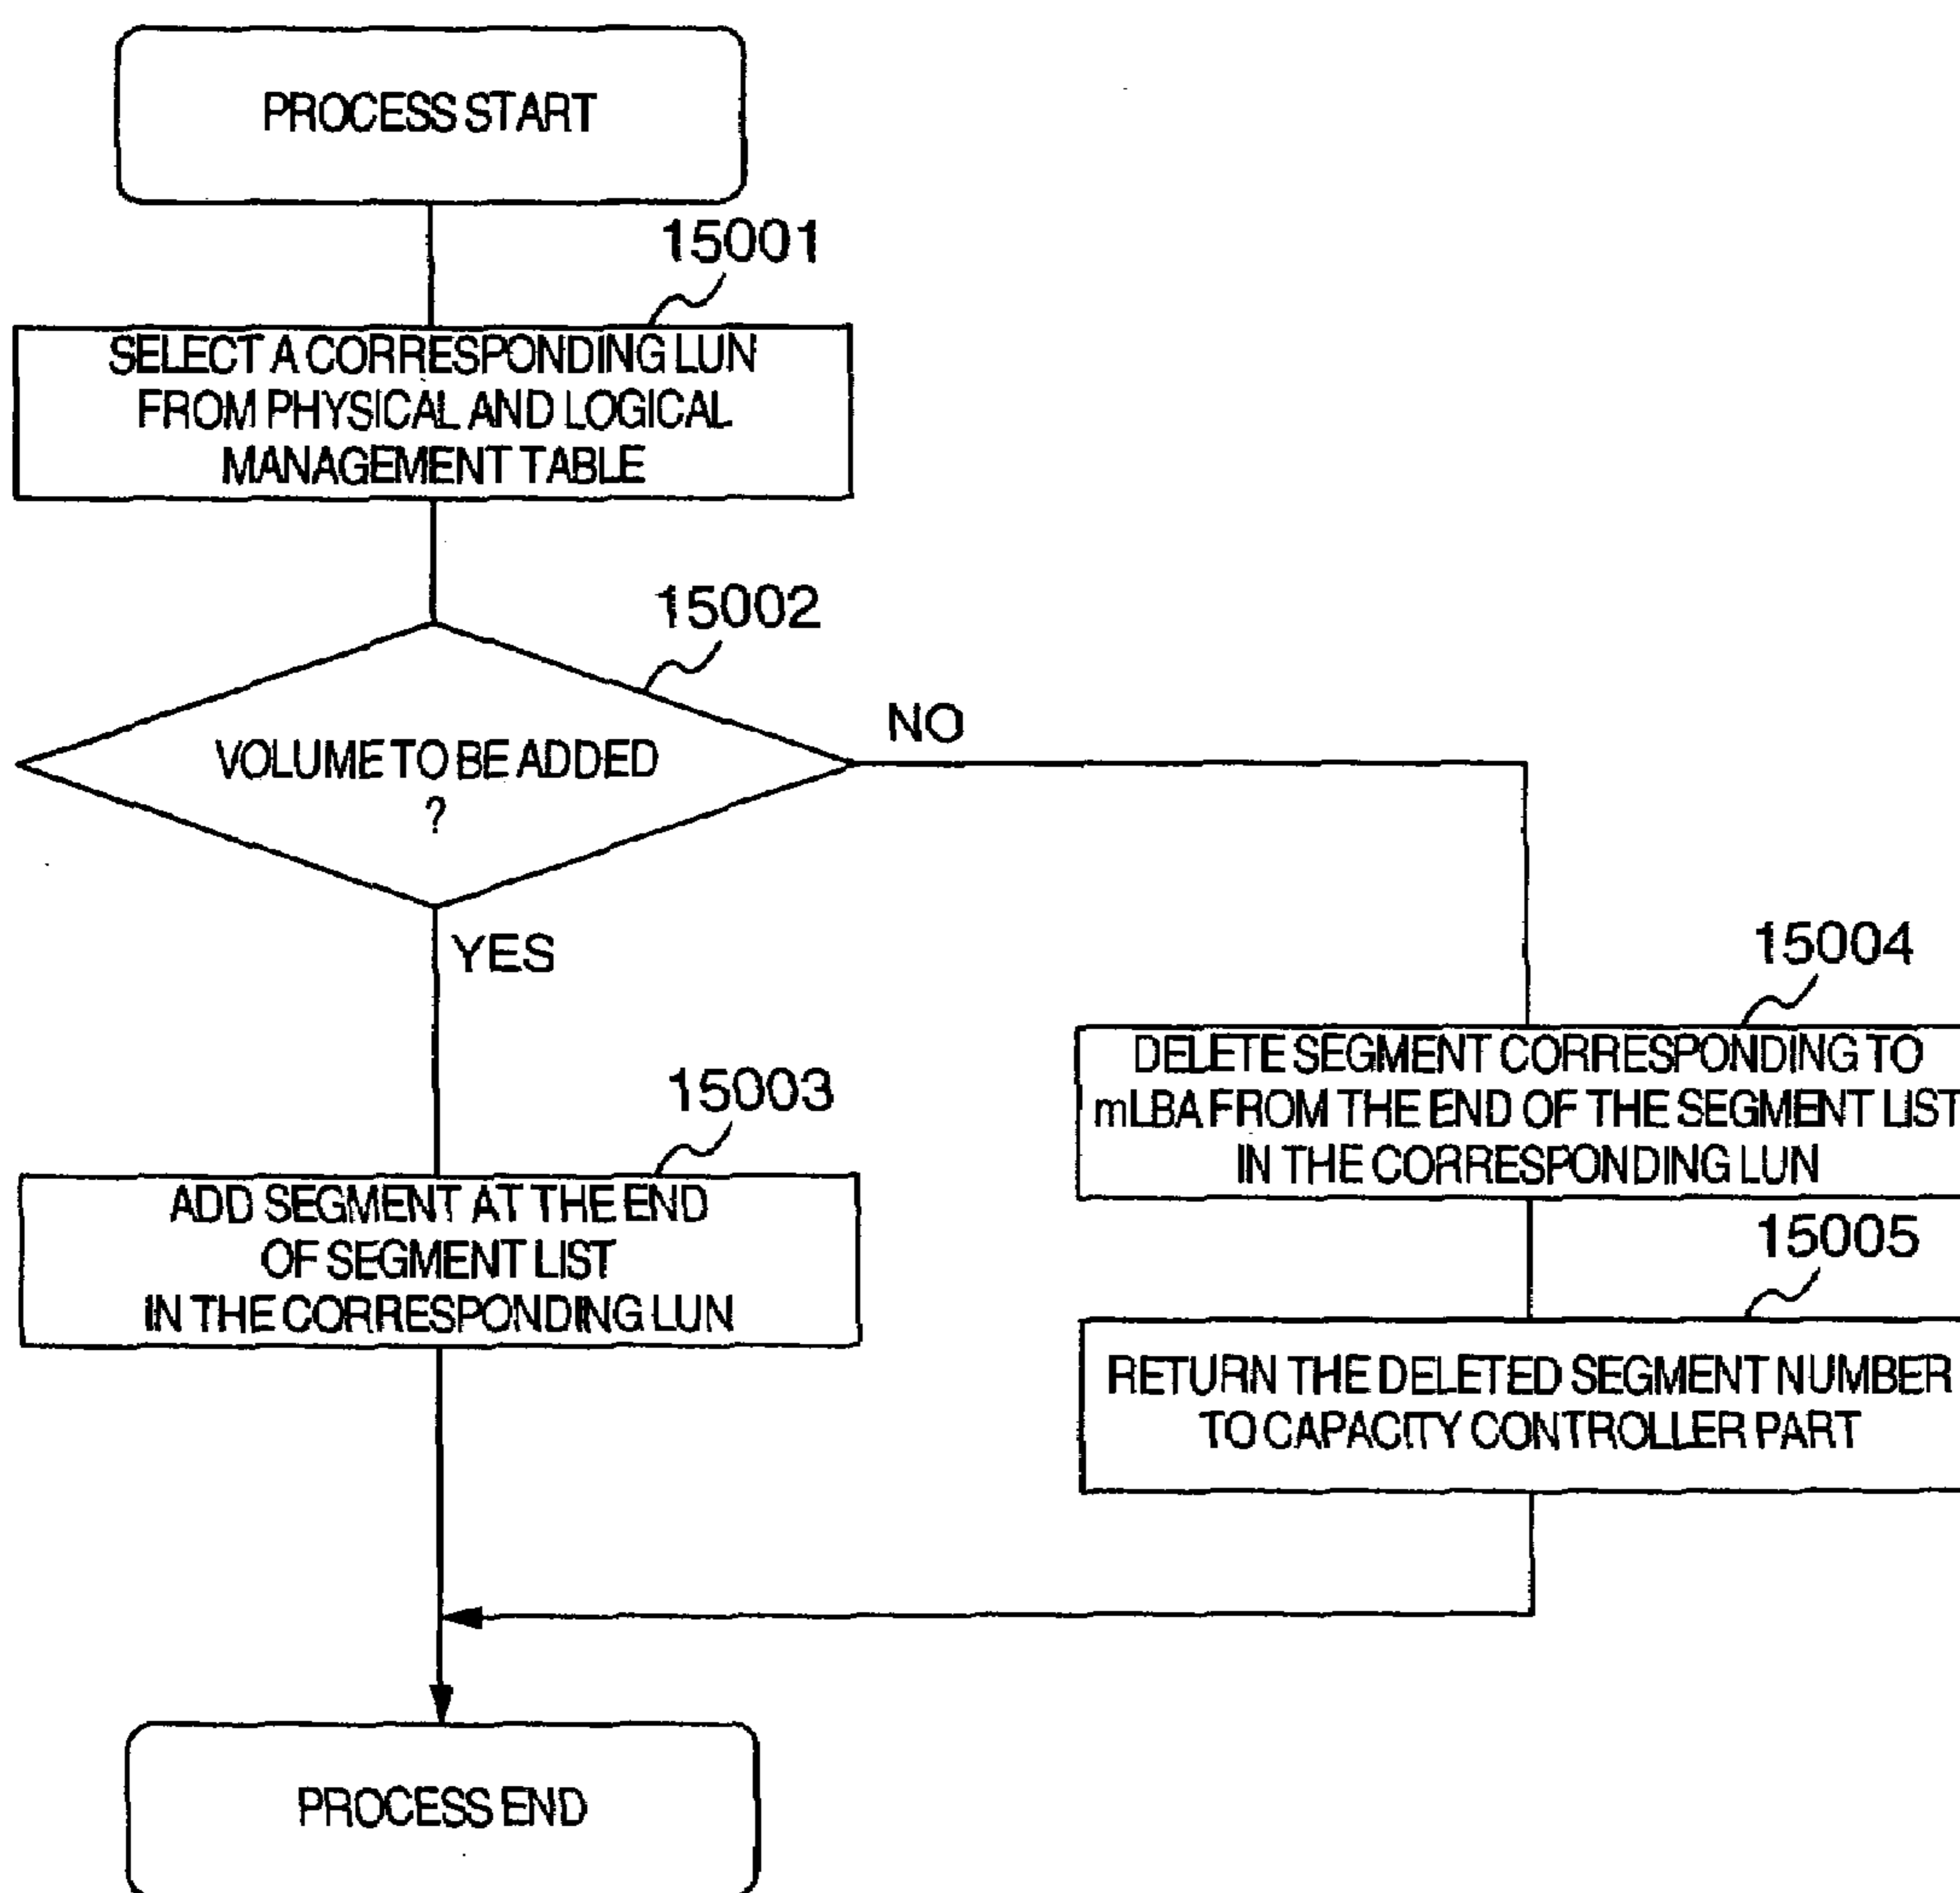 PROCESS START
15001
SELECT A CORRESPONDING LUN
FROM PHYSICAL AND LOGICAL
MANAGEMENT TABLE
15002
VOLUME TO BE ADDED
?
NO
YES
15003
ADD SEGMENT AT THE END
OF SEGMENT LIST
IN THE CORRESPONDING LUN
15004
DELETE SEGMENT CORRESPONDING TO
mLBA FROM THE END OF THE SEGMENT LIST
IN THE CORRESPONDING LUN
15005
RETURN THE DELETED SEGMENT NUMBER
TO CAPACITY CONTROLLER PART
PROCESS END